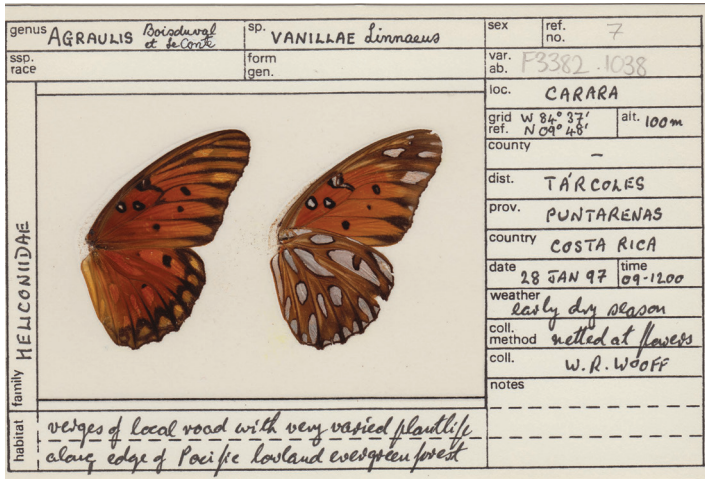 genus AGRAULIS Boisduval et Le Conte
sp. VANILLAE Linnaeus
sex
ref. no. 7
ssp. race
form gen.
var. ab. F3382.1038
loc. CARARA
grid ref. W 84° 37' N 09° 48'
alt. 100m
county –
dist. TÁRCOLES
prov. PUNTARENAS
country COSTA RICA
date 28 JAN 97
time 09-1200
weather early dry season
coll. method netted at flowers
coll. W.R.WOOFF
notes
family HELICONIIDAE
habitat verges of local road with very varied plantlife
along edge of Pacific lowland evergreen forest